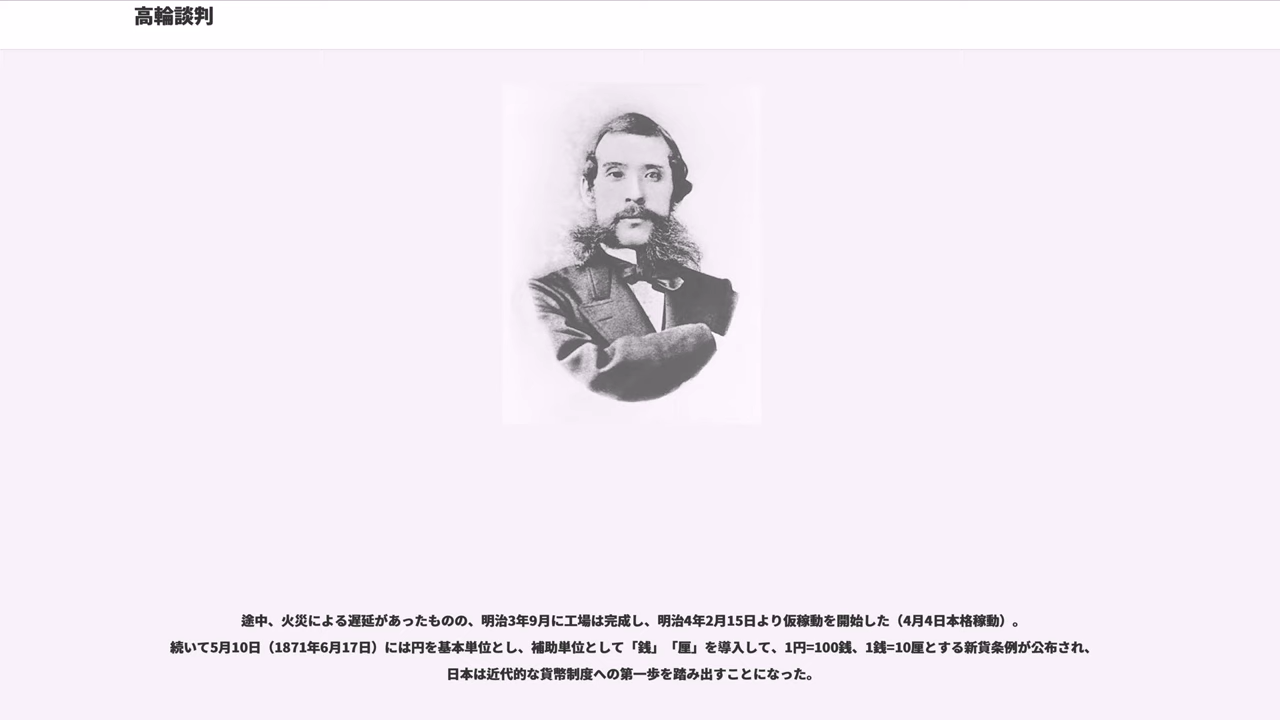 高輪談判
途中、火災による遅延があったものの、明治3年9月に工場は完成し、明治4年2月15日より仮稼動を開始した（4月4日本格稼動）。
続いて5月10日（1871年6月17日）には円を基本単位とし、補助単位として「銭」「厘」を導入して、1円=100銭、1銭=10厘とする新貨条例が公布され、
日本は近代的な貨幣制度への第一歩を踏み出すことになった。